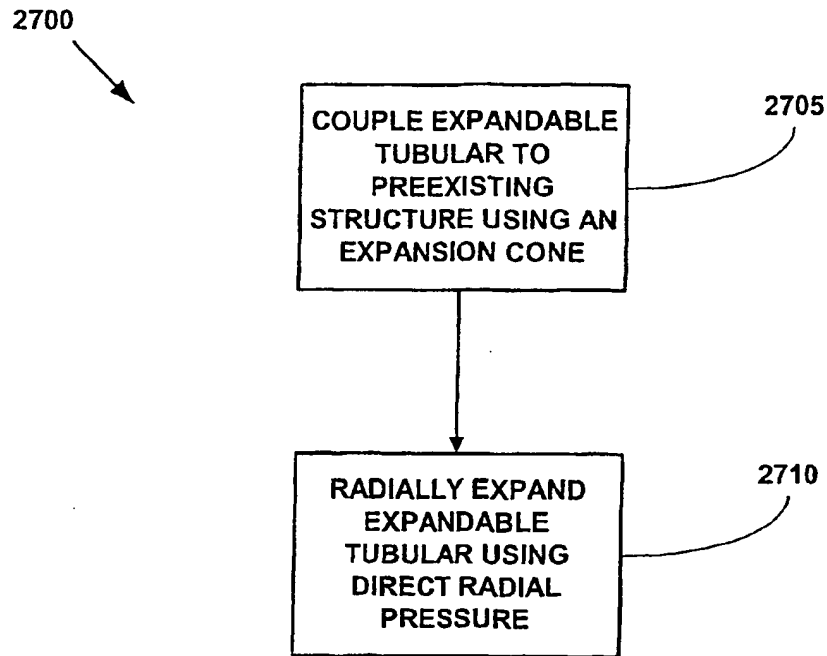 2700
COUPLE EXPANDABLE
TUBULAR TO
PREEXISTING
STRUCTURE USING AN
EXPANSION CONE
2705
RADIALLY EXPAND
EXPANDABLE
TUBULAR USING
DIRECT RADIAL
PRESSURE
2710